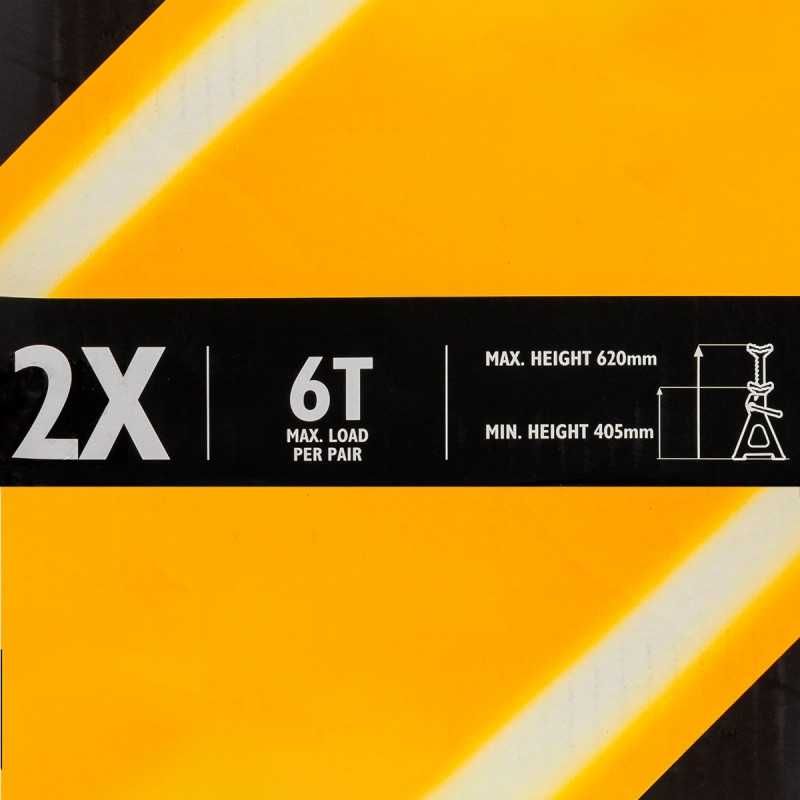 2X
6T
MAX. LOAD
PER PAIR
MAX. HEIGHT 620mm
MIN. HEIGHT 405mm